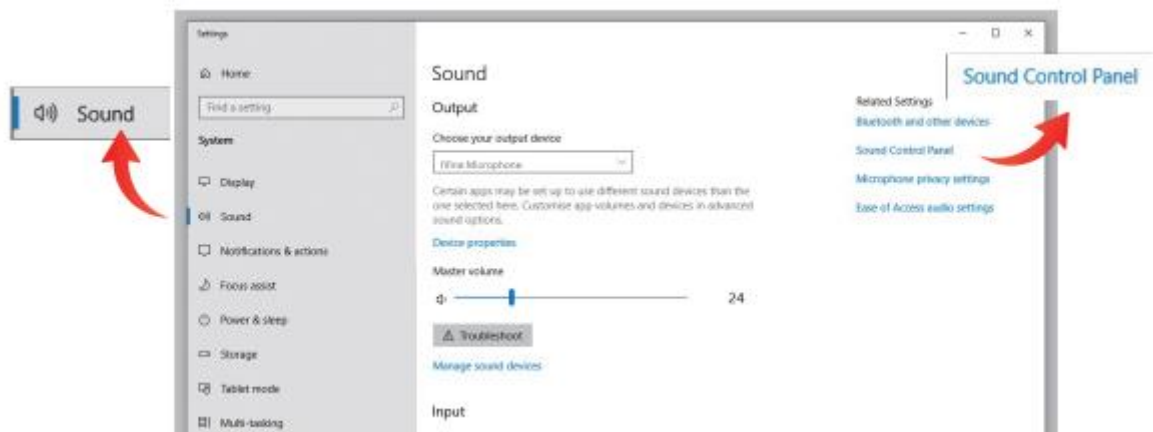 Settings
Home
Find a setting
System
Display
Sound
Notifications & actions
Focus assist
Power & sleep
Storage
Tablet mode
Multi-tasking
Sound
Sound
Output
Choose your output device
Microphone
Certain apps may be set up to use different sound devices than the
one selected here. Customise app volumes and devices in advanced
sound options.
Device properties
Master volume
24
Troubleshoot
Manage sound devices
Input
Sound Control Panel
Related Settings
Bluetooth and other devices
Sound Control Panel
Microphone privacy settings
Ease of Access audio settings